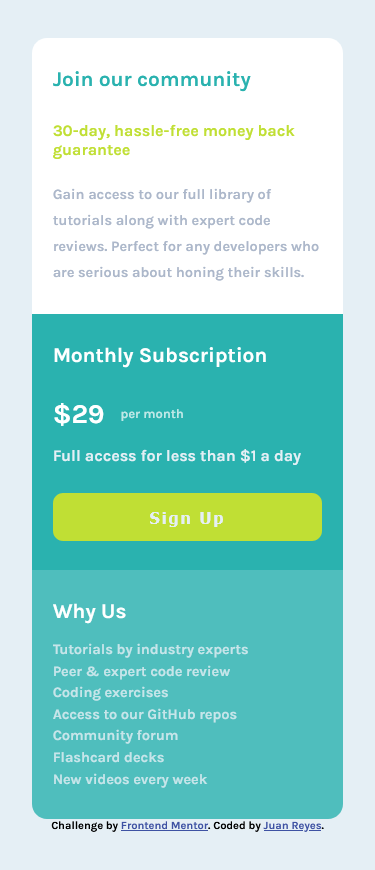 Join our community
30-day, hassle-free money back
guarantee
Gain access to our full library of
tutorials along with expert code
reviews. Perfect for any developers who
are serious about honing their skills.
Monthly Subscription
$29 per month
Full access for less than $1 a day
Sign Up
Why Us
Tutorials by industry experts
Peer & expert code review
Coding exercises
Access to our GitHub repos
Community forum
Flashcard decks
New videos every week
Challenge by Frontend Mentor. Coded by Juan Reyes.